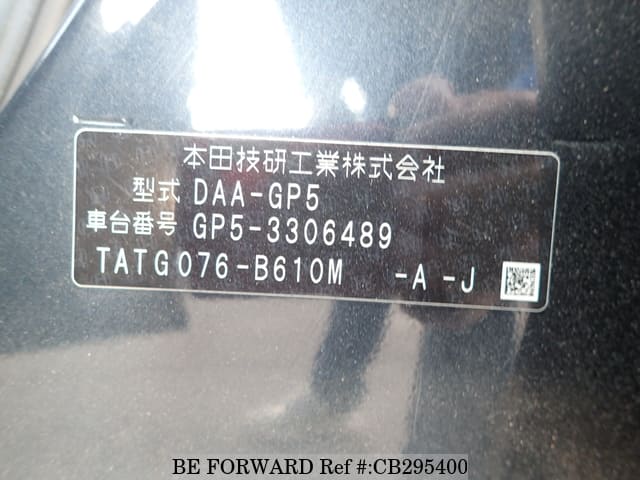 本田技研工業株式会社
型式 DAA-GP5
車台番号 GP5-3306489
TATG076-B610M -A -J
BE FORWARD Ref #:CB295400